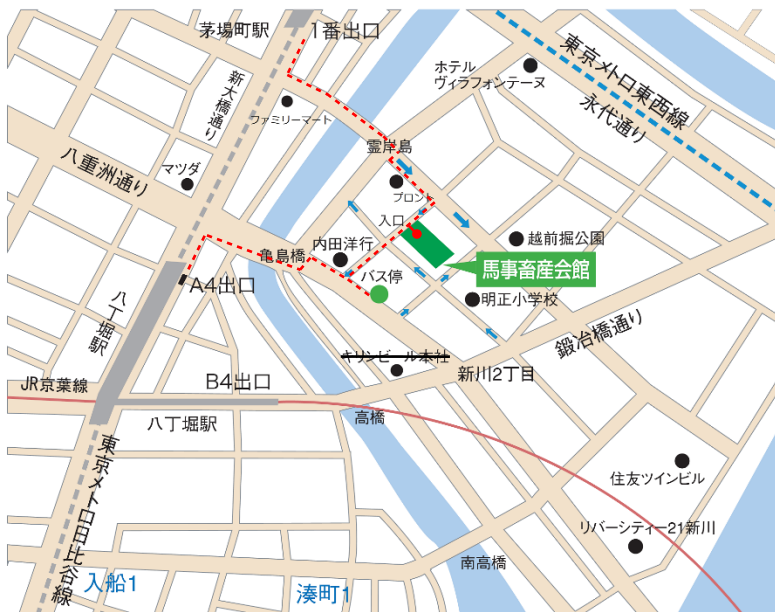 茅場町駅
1番出口
新大橋通り
ファミリーマート
ホテル
ヴィラフォンテーヌ
東京メトロ東西線
永代通り
八重洲通り
マツダ
霊岸島
プロント
入口
越前堀公園
亀島橋
内田洋行
馬事畜産会館
バス停
A4出口
明正小学校
八丁堀駅
鍛冶橋通り
キリンビール本社
新川2丁目
JR京葉線
B4出口
八丁堀駅
高橋
東京メトロ日比谷線
住友ツインビル
リバーシティー21新川
南高橋
入船1
湊町1